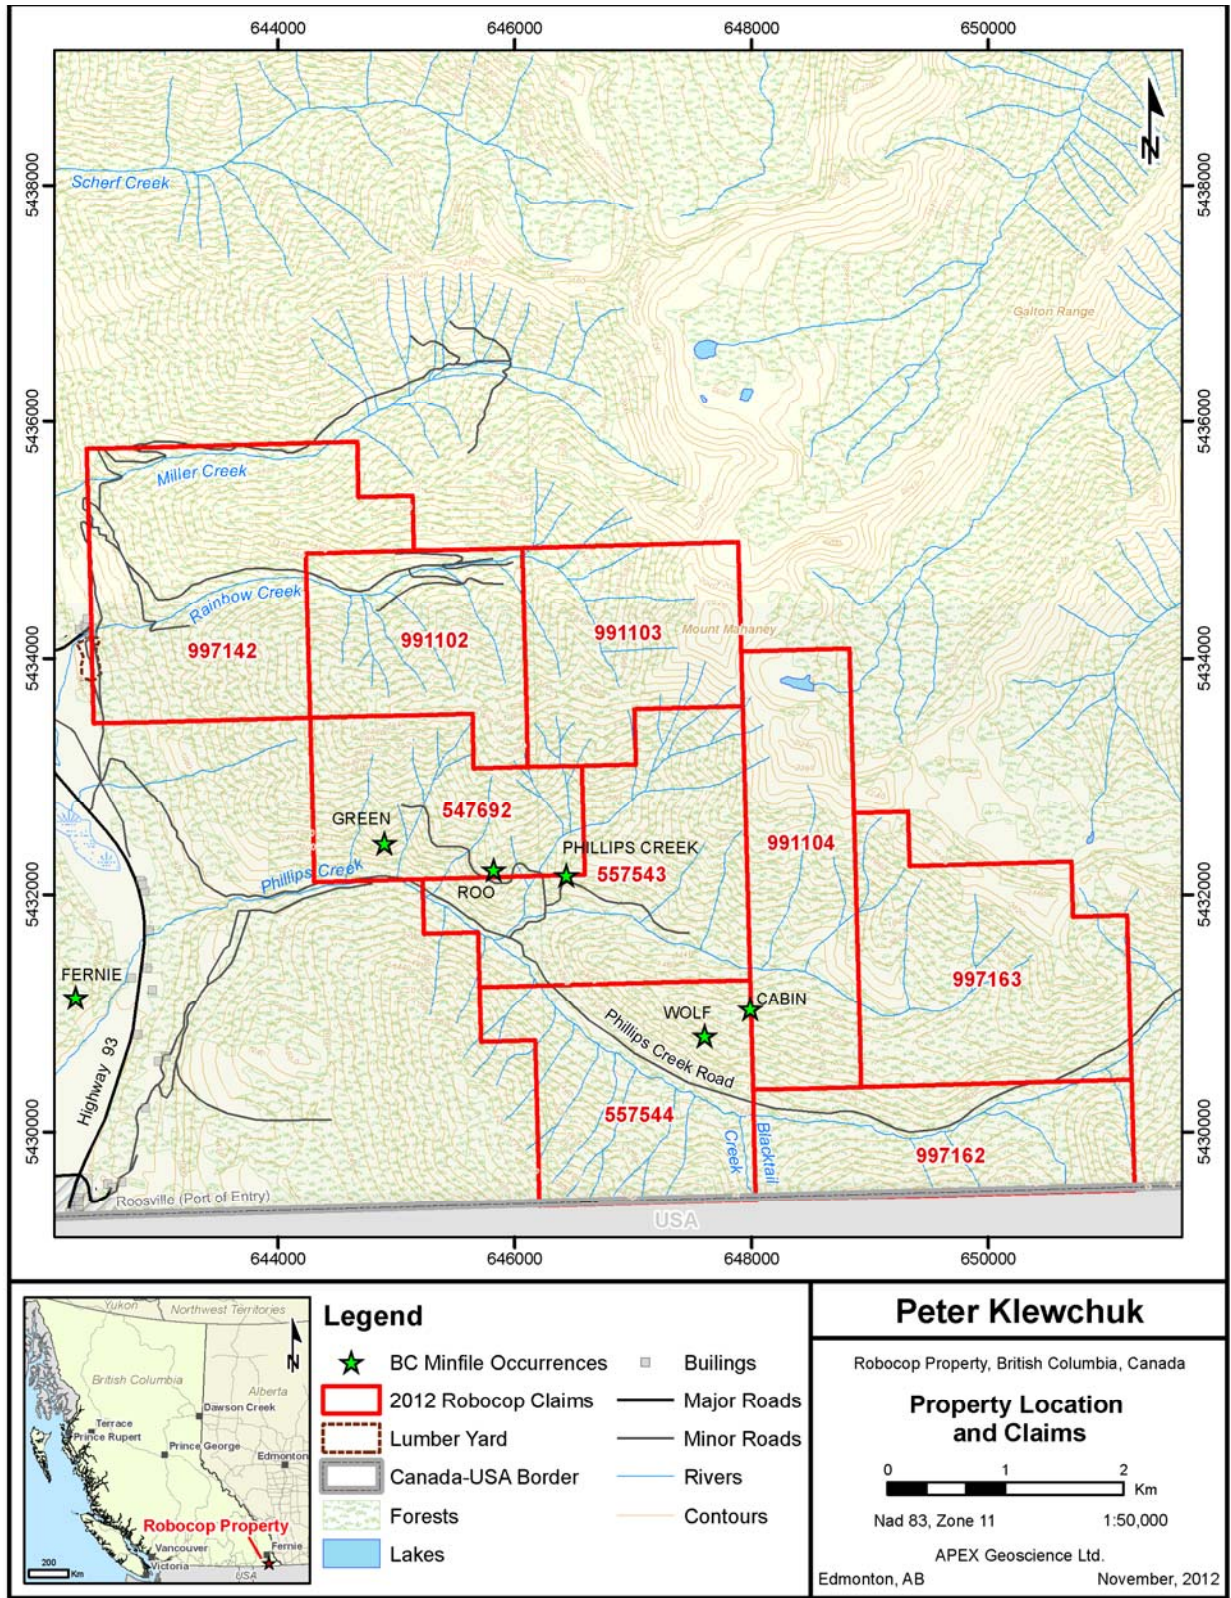 644000 646000 648000 650000
N
5438000 5438000
Scherf Creek
Galton Range
5436000 5436000
Miller Creek
Rainbow Creek
997142 991102 991103 Mount Mahaney
5434000 5434000
547692
GREEN
PHILLIPS CREEK
991104
557543
Phillips Creek
ROO
5432000 5432000
FERNIE
997163
WOLF CABIN
Phillips Creek Road
Highway 93
557544
Blacktail
Creek
5430000 5430000
997162
Roosville (Port of Entry)
USA
644000 646000 648000 650000
Yukon Northwest Territories
N
British Columbia
Alberta
Dawson Creek
Terrace
Prince Rupert
Prince George
Edmonton
Robocop Property
Fernie
Vancouver
Victoria
USA
200
Km
Legend
BC Minfile Occurrences
2012 Robocop Claims
Lumber Yard
Canada-USA Border
Forests
Lakes
Builings
Major Roads
Minor Roads
Rivers
Contours
Peter Klewchuk
Robocop Property, British Columbia, Canada
Property Location
and Claims
0 1 2
Km
Nad 83, Zone 11 1:50,000
APEX Geoscience Ltd.
Edmonton, AB November, 2012